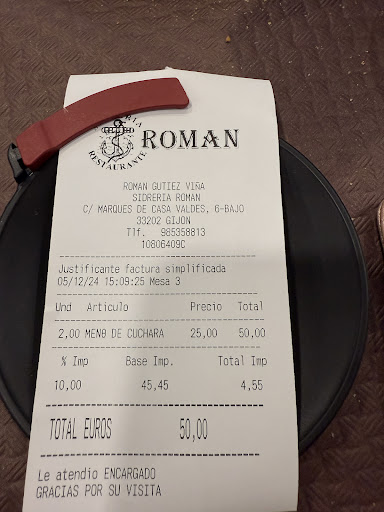 SIDRERIA
RESTAURANTE
ROMAN
ROMAN GUTIEZ VIÑA
SIDRERIA ROMAN
C/ MARQUES DE CASA VALDES, 6-BAJO
33202 GIJON
Tlf. 985358813
10806409C
Justificante factura simplificada
05/12/24 15:09:25 Mesa 3
Und Articulo Precio Total
2,00 MENÚ DE CUCHARA 25,00 50,00
% Imp Base Imp. Total Imp
10,00 45,45 4,55
TOTAL EUROS 50,00
Le atendio ENCARGADO
GRACIAS POR SU VISITA